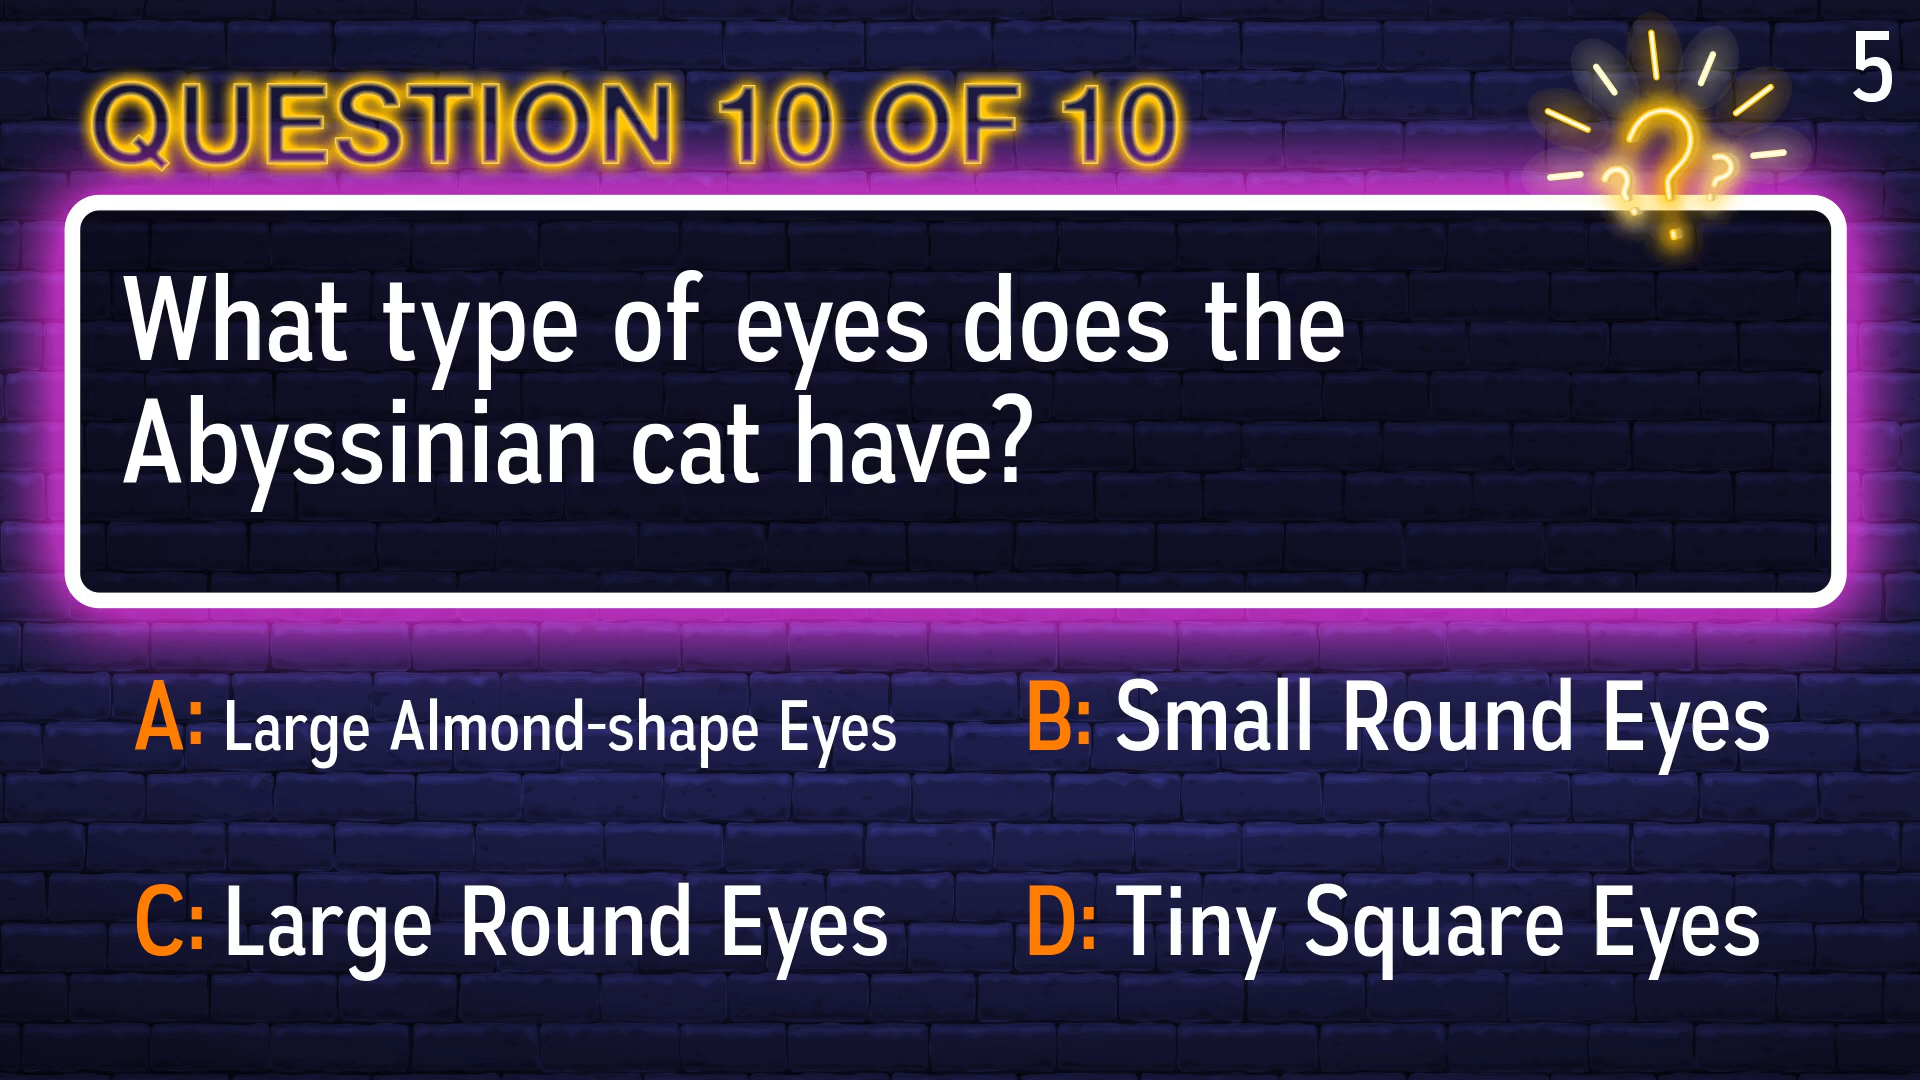 5
QUESTION 10 OF 10
What type of eyes does the
Abyssinian cat have?
A: Large Almond-shape Eyes
B: Small Round Eyes
C: Large Round Eyes
D: Tiny Square Eyes